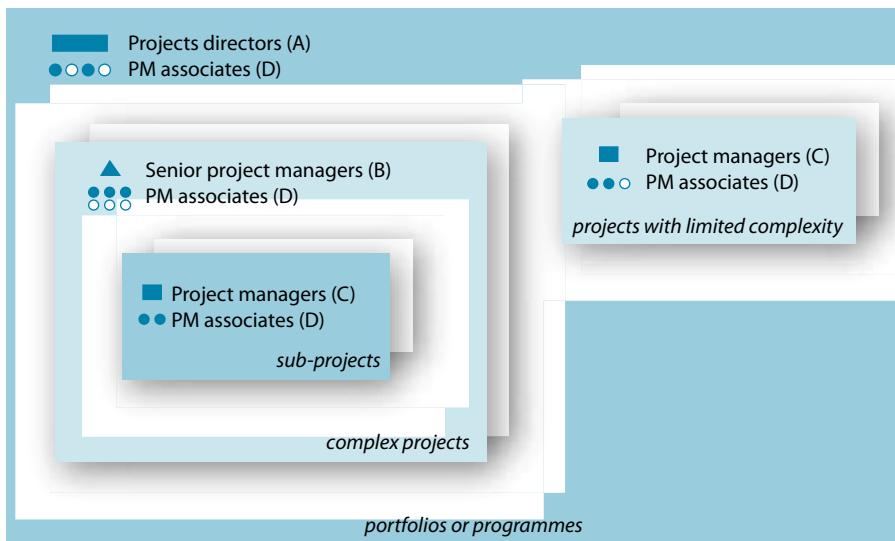 Projects directors (A)
PM associates (D)
Senior project managers (B)
PM associates (D)
Project managers (C)
PM associates (D)
sub-projects
complex projects
Project managers (C)
PM associates (D)
projects with limited complexity
portfolios or programmes